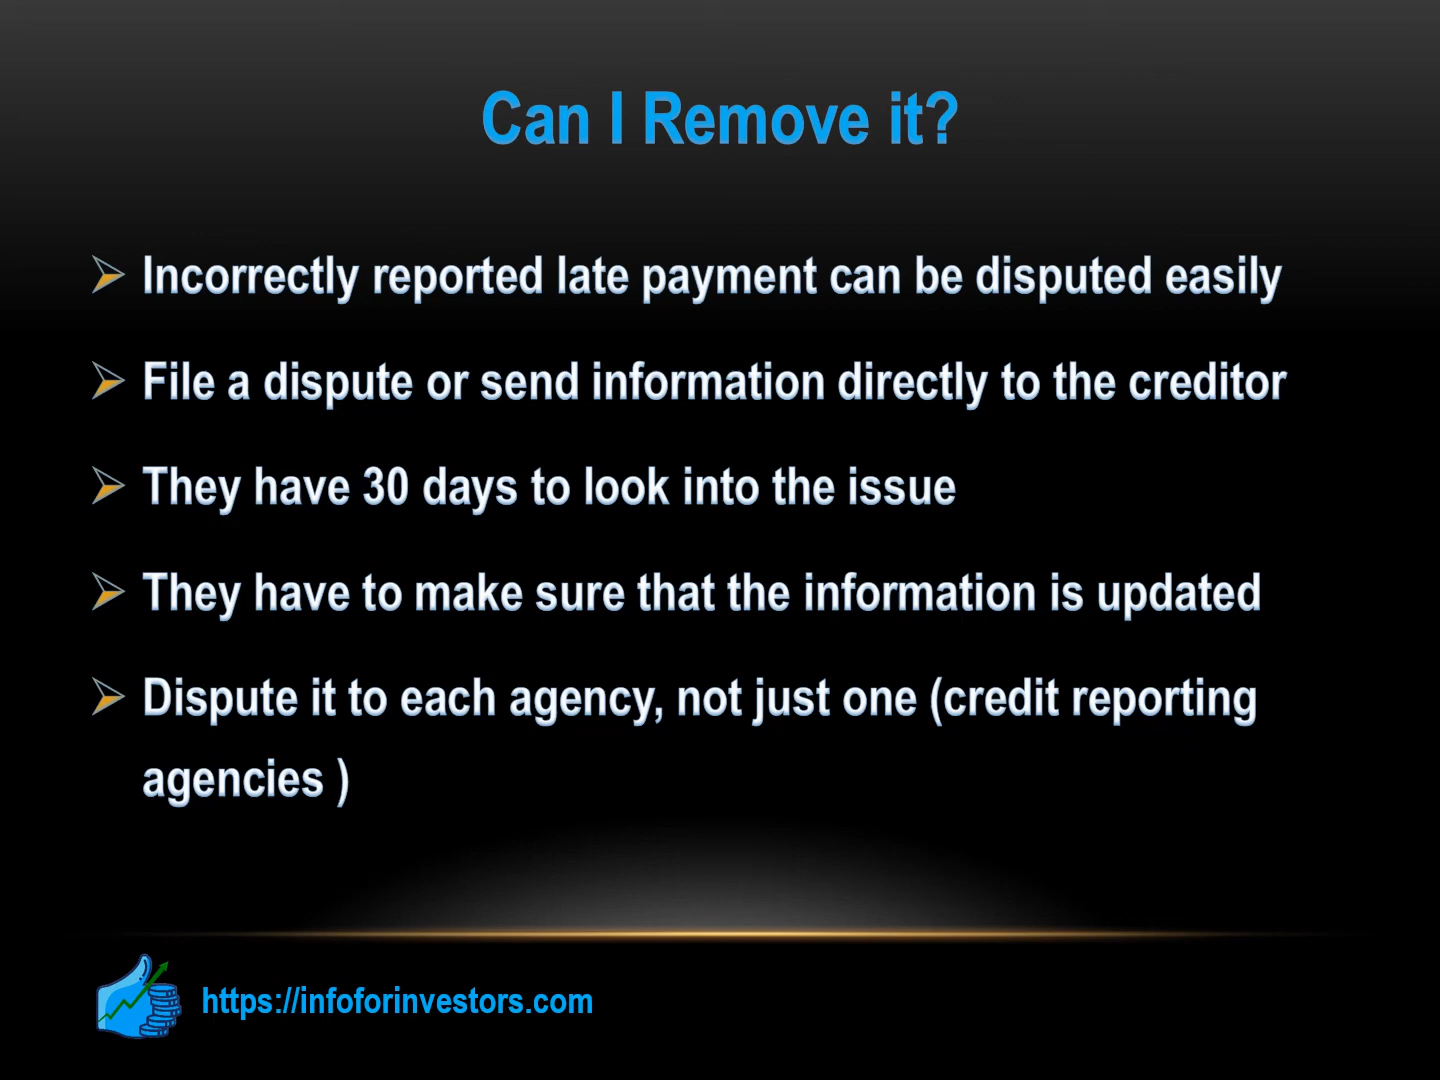 Can I Remove it?
Incorrectly reported late payment can be disputed easily
File a dispute or send information directly to the creditor
They have 30 days to look into the issue
They have to make sure that the information is updated
Dispute it to each agency, not just one (credit reporting
agencies )
https://infoforinvestors.com